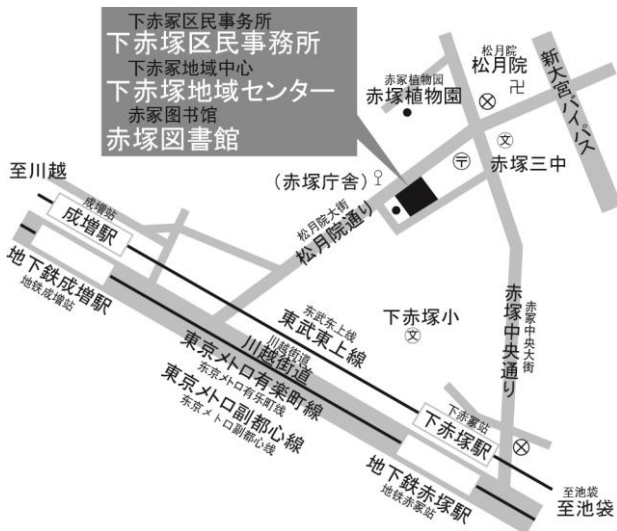 下赤冢区民事务所
下赤塚区民事務所
下赤冢地域中心
下赤塚地域センター
赤冢图书馆
赤塚図書館
松月院
松月院
卍
赤冢植物园
赤塚植物園
新大宮バイパス
文
赤塚三中
〒
(赤塚庁舎)
至川越
成增站
成増駅
松月院大街
松月院通り
地下鉄成増駅
地铁成增站
东武东上线
東武東上線
下赤塚小
文
赤塚中央通り
赤冢中央大街
川越街道
川越街道
東京メトロ有楽町線
东京メトロ有乐町线
東京メトロ副都心線
东京メトロ副都心线
下赤冢站
下赤塚駅
地下鉄赤塚駅
地铁赤冢站
至池袋
至池袋